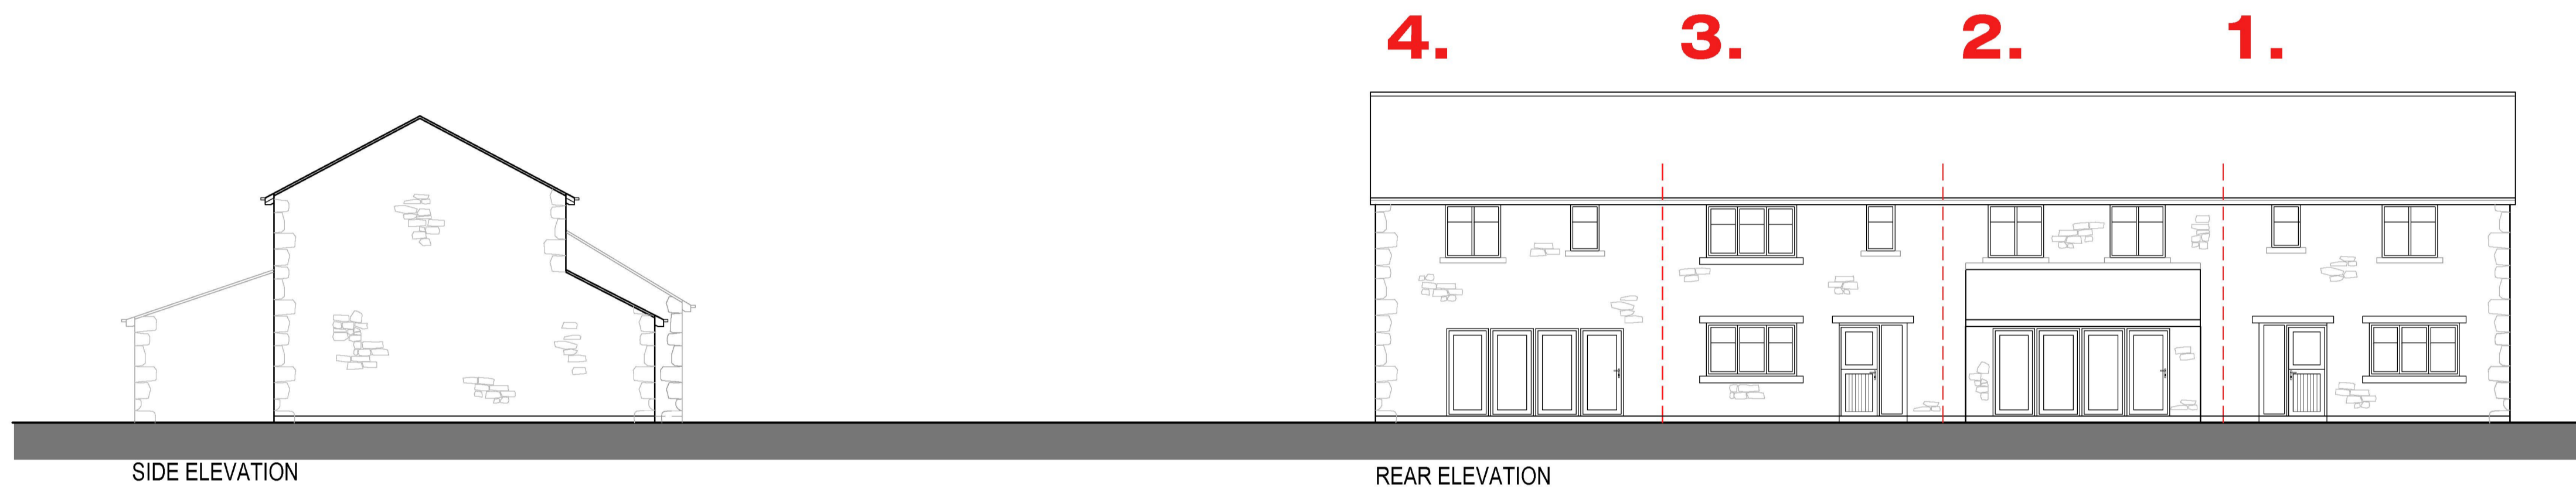 4. 3. 2. 1.
SIDE ELEVATION
REAR ELEVATION